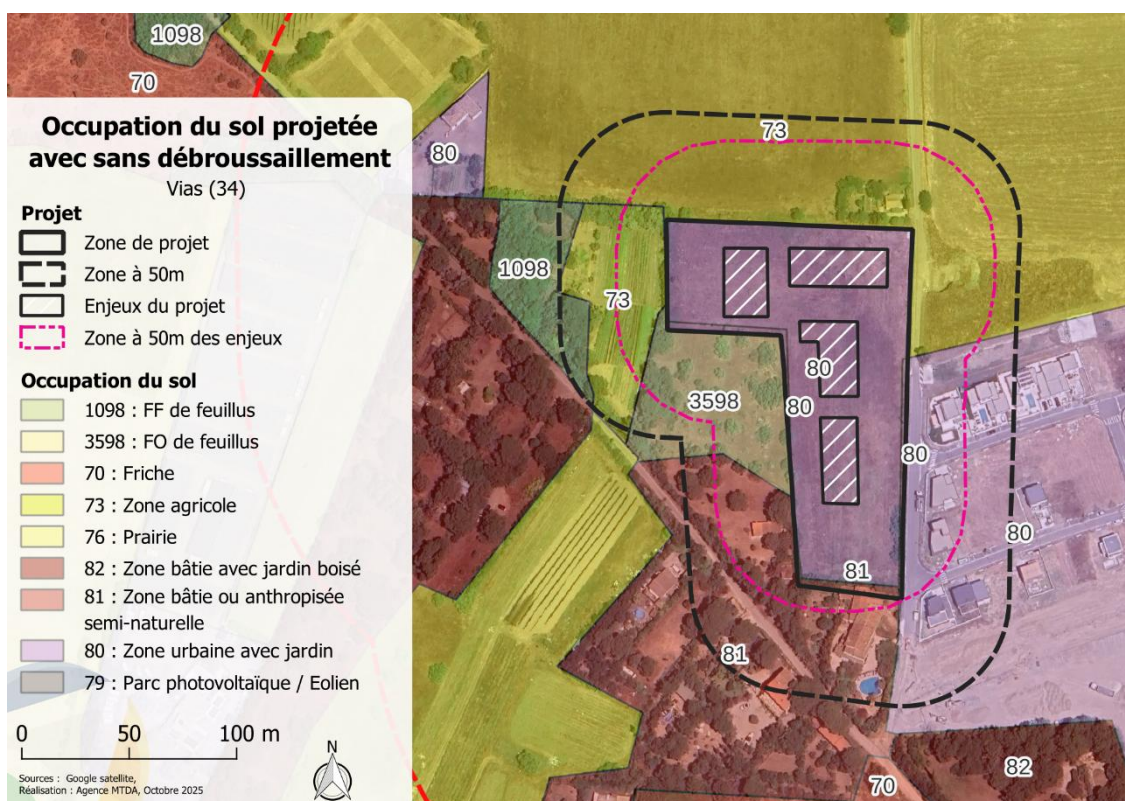 Occupation du sol projetée
avec sans débroussaillement
Vias (34)
Projet
Zone de projet
Zone à 50m
Enjeux du projet
Zone à 50m des enjeux
Occupation du sol
1098 : FF de feuillus
3598 : FO de feuillus
70 : Friche
73 : Zone agricole
76 : Prairie
82 : Zone bâtie avec jardin boisé
81 : Zone bâtie ou anthropisée
semi-naturelle
80 : Zone urbaine avec jardin
79 : Parc photovoltaïque / Eolien
0 50 100 m
N
Sources : Google satellite,
Réalisation : Agence MTDA, Octobre 2025
1098
70
80
73
1098
73
80
3598
80
80
80
81
81
82
70